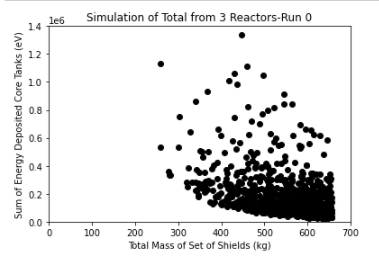 Simulation of Total from 3 Reactors-Run 0
1e6
1.4
1.2
1.0
0.8
0.6
0.4
0.2
0.0
Sum of Energy Deposited Core Tanks (eV)
0 100 200 300 400 500 600 700
Total Mass of Set of Shields (kg)